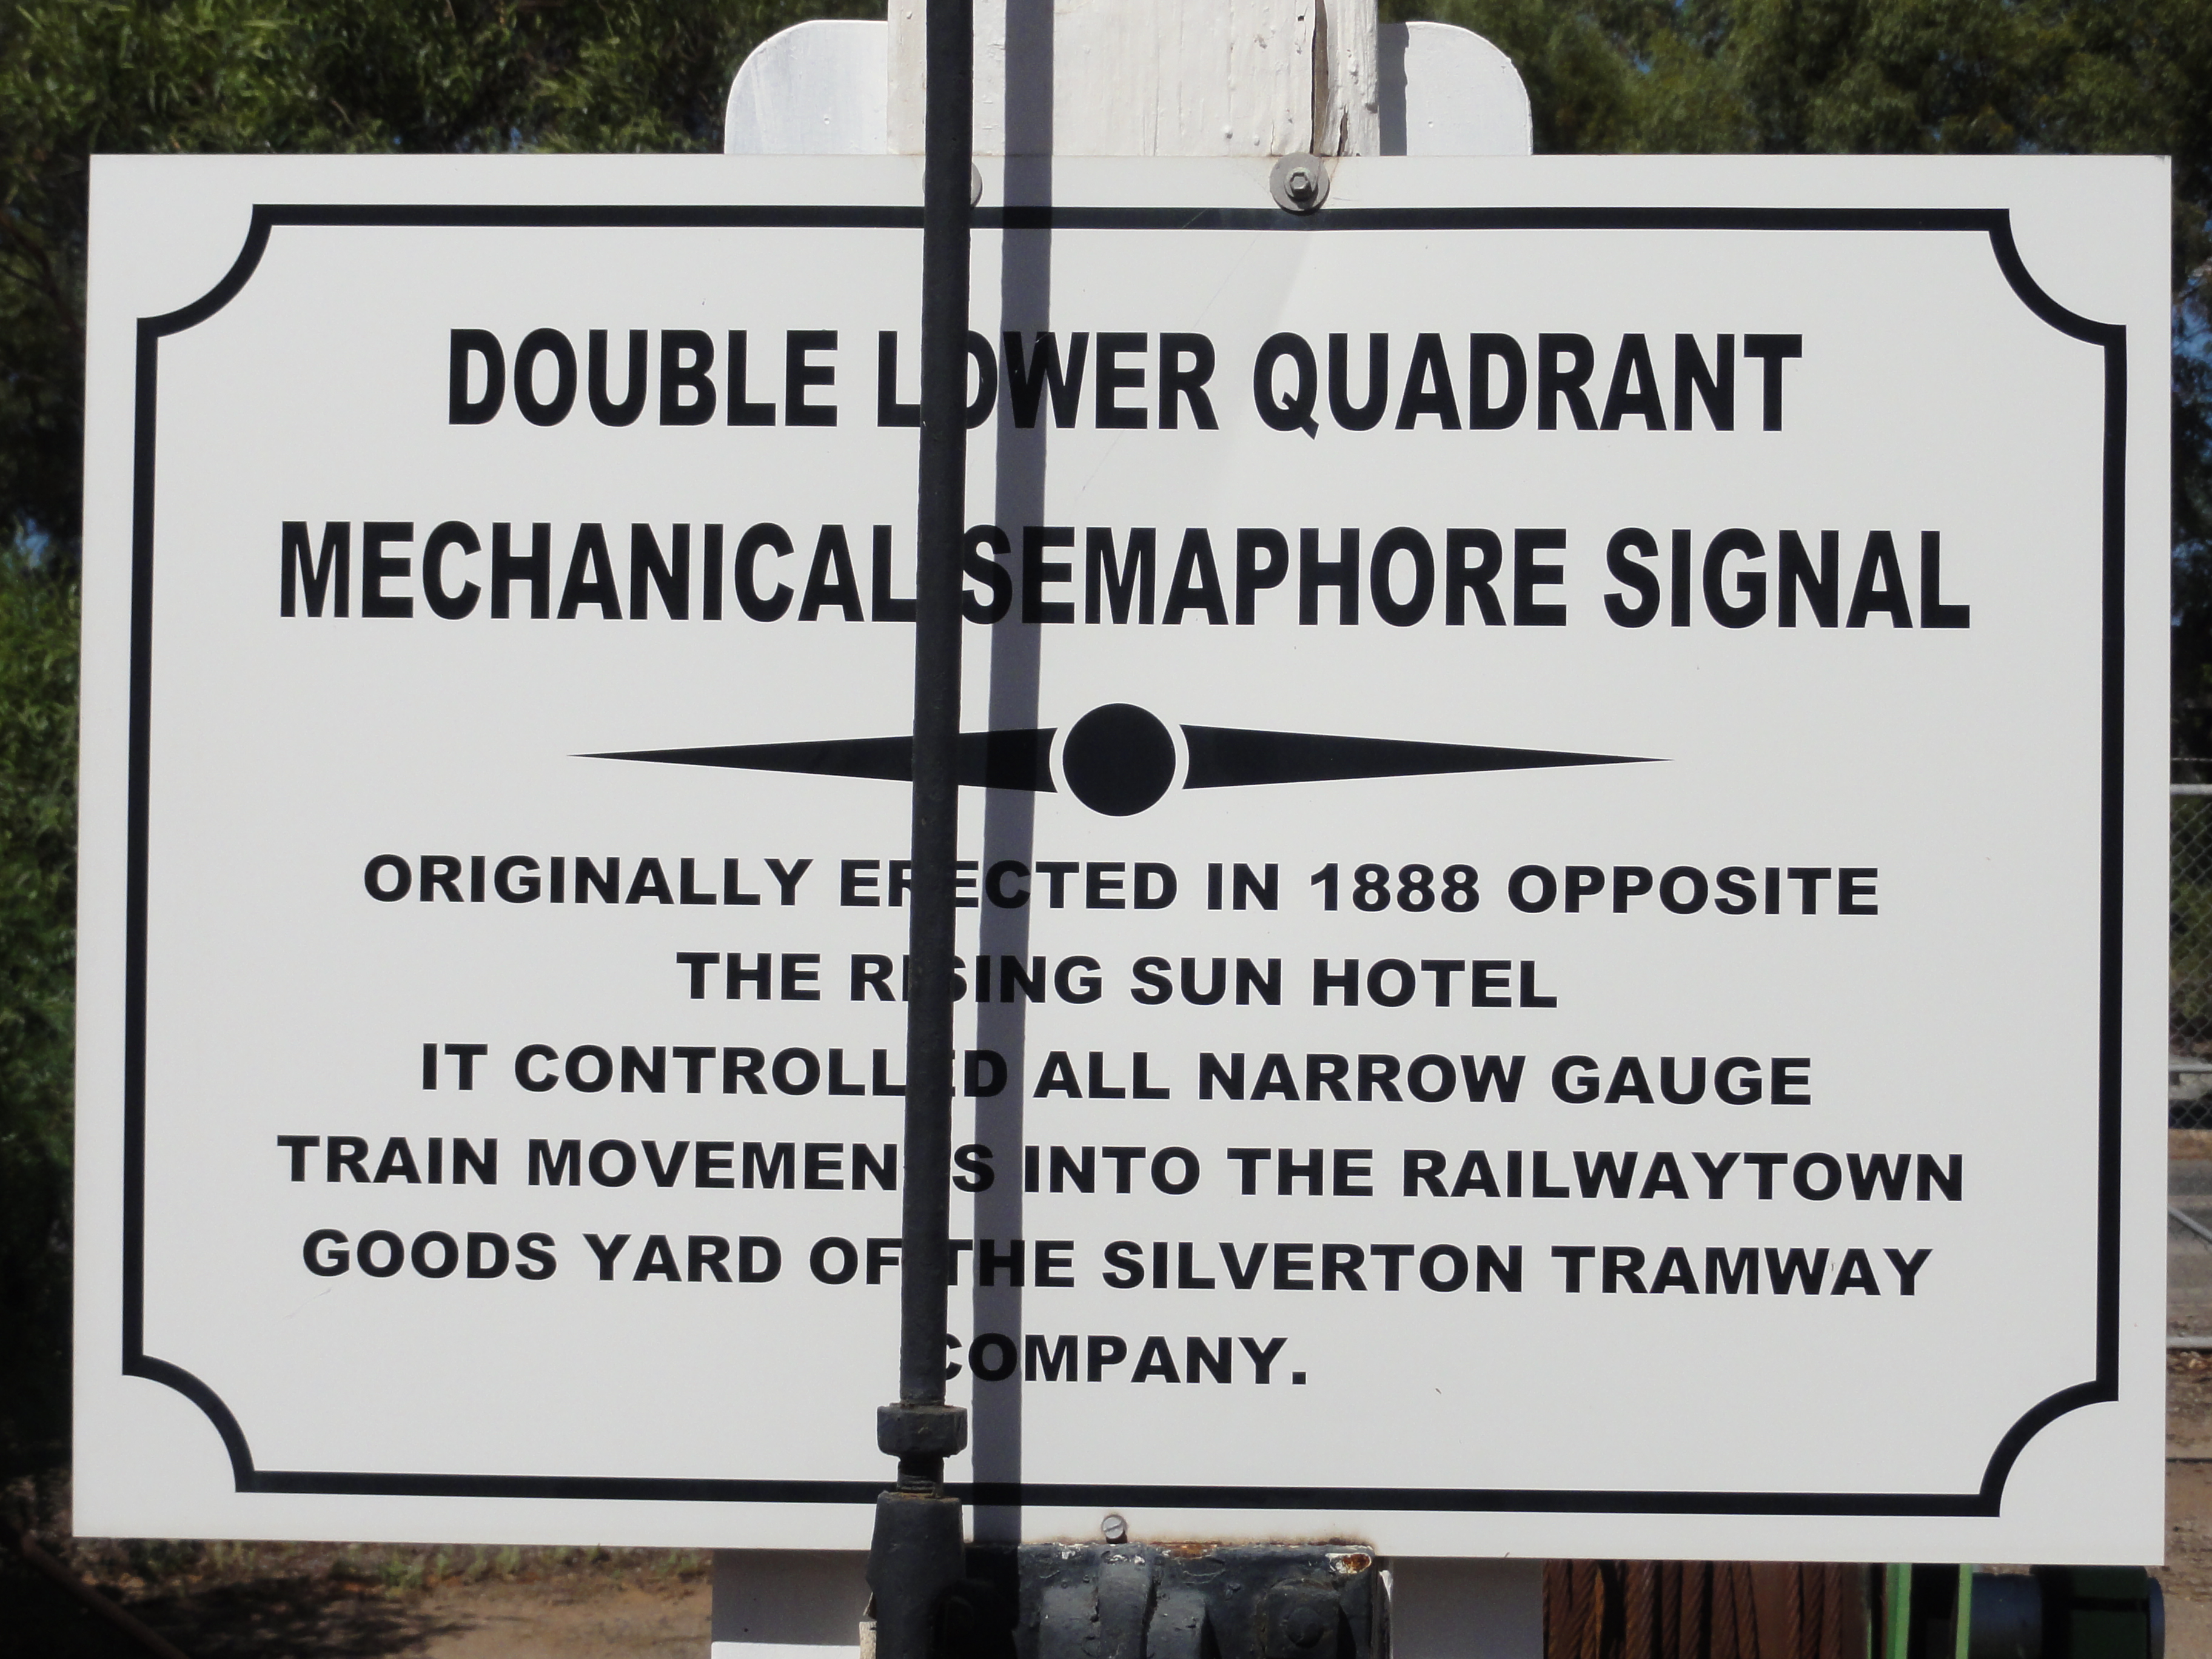 DOUBLE LOWER QUADRANT
MECHANICAL SEMAPHORE SIGNAL
ORIGINALLY ERECTED IN 1888 OPPOSITE
THE RISING SUN HOTEL
IT CONTROLLED ALL NARROW GAUGE
TRAIN MOVEMENTS INTO THE RAILWAYTOWN
GOODS YARD OF THE SILVERTON TRAMWAY
COMPANY.